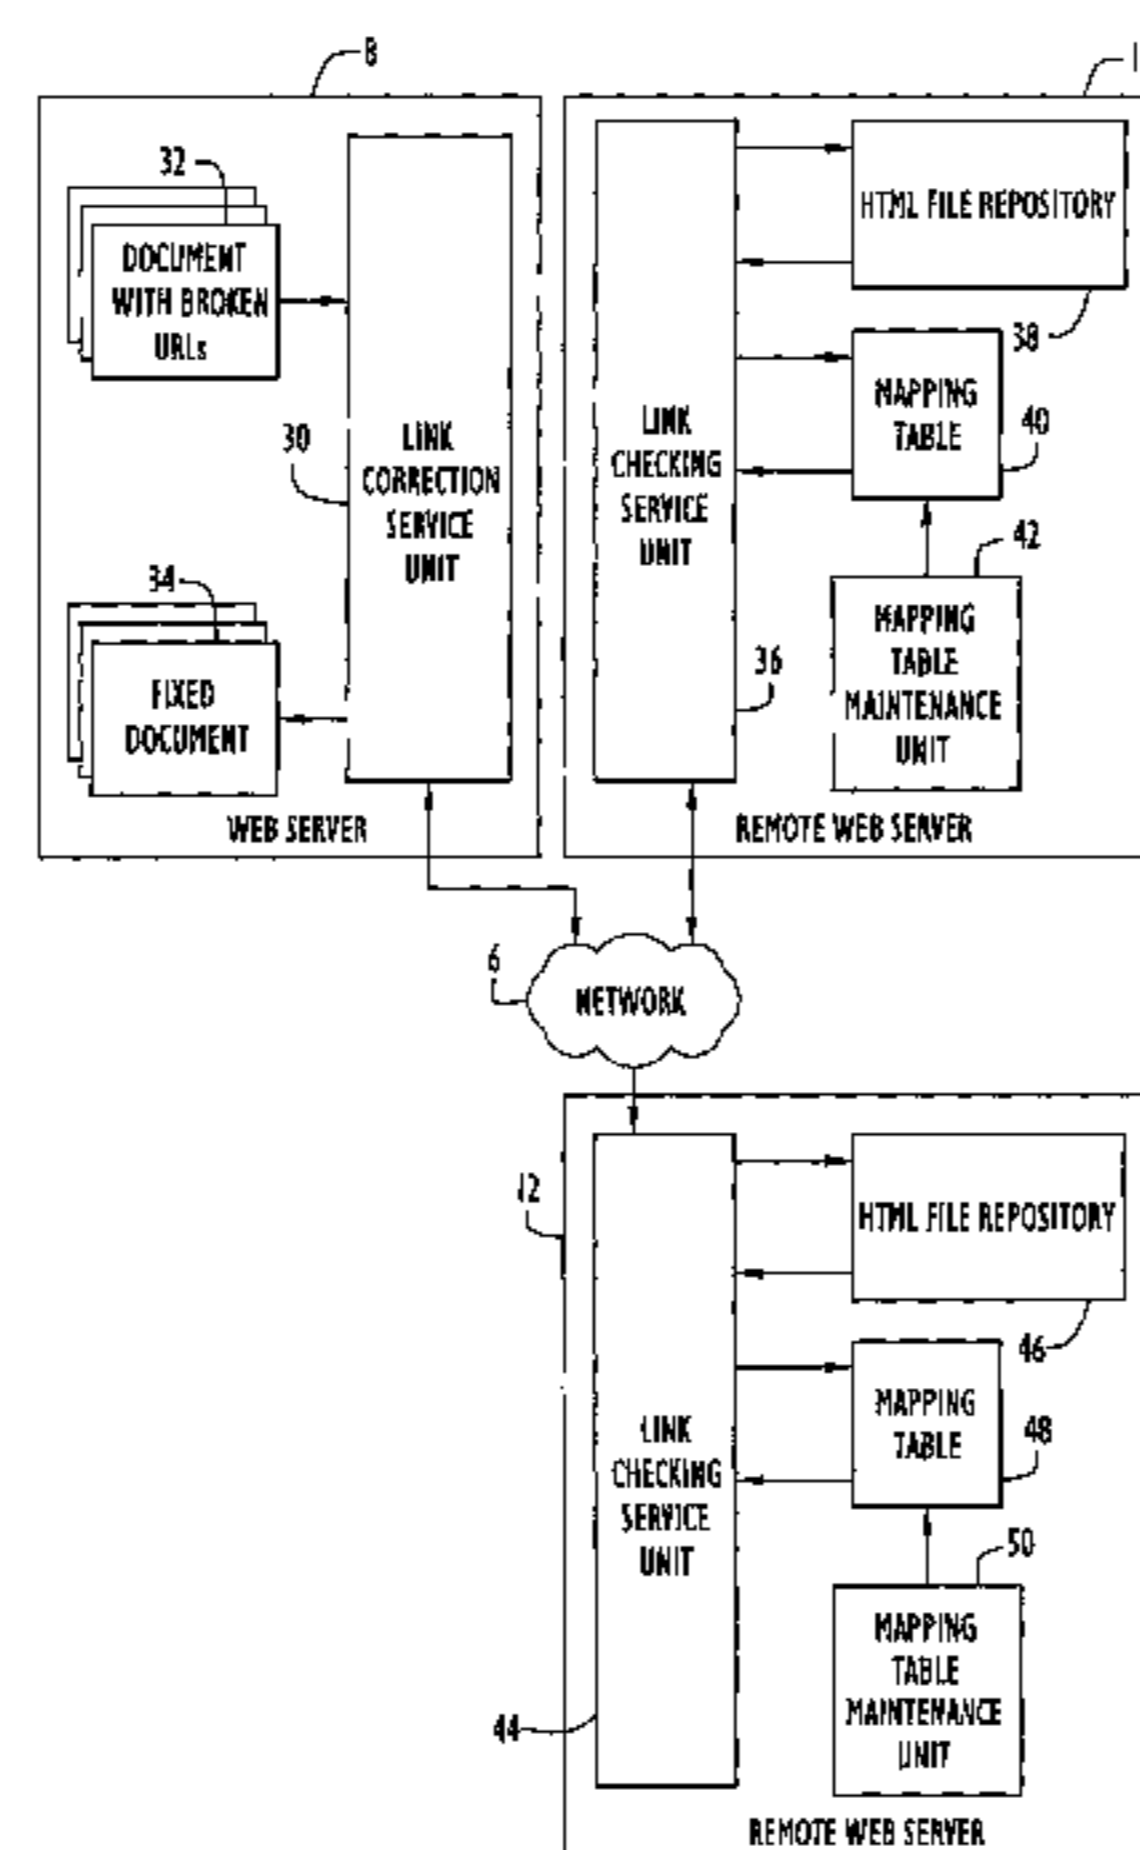 8
32
DOCUMENT
WITH BROKEN
URLs
30
LINK
CORRECTION
SERVICE
UNIT
34
FIXED
DOCUMENT
WEB SERVER
HTML FILE REPOSITORY
38
LINK
CHECKING
SERVICE
UNIT
MAPPING
TABLE
40
42
MAPPING
TABLE
MAINTENANCE
UNIT
36
REMOTE WEB SERVER
6
NETWORK
12
HTML FILE REPOSITORY
46
LINK
CHECKING
SERVICE
UNIT
MAPPING
TABLE
48
50
MAPPING
TABLE
MAINTENANCE
UNIT
44
REMOTE WEB SERVER